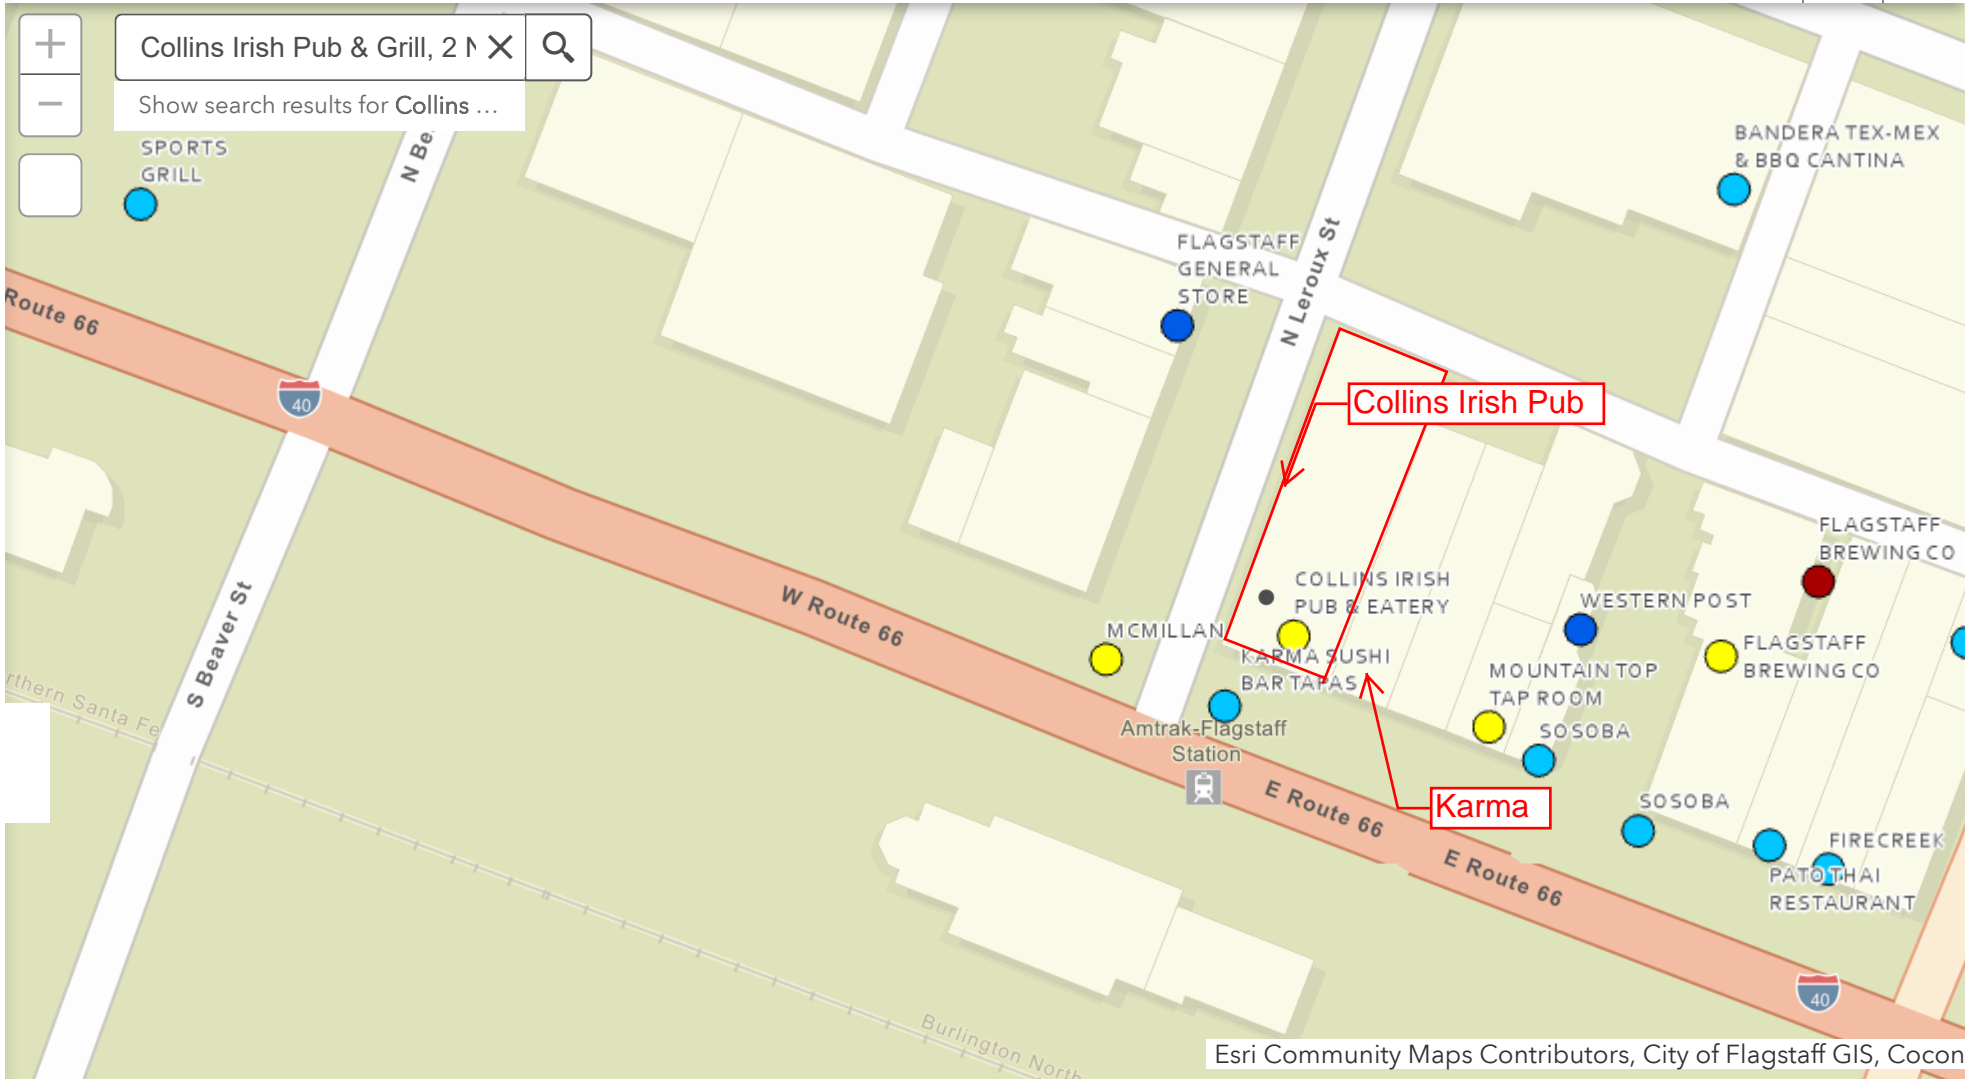 Collins Irish Pub & Grill, 2 N
Show search results for Collins ...
SPORTS
GRILL
N Be
Route 66
40
S Beaver St
W Route 66
FLAGSTAFF
GENERAL
STORE
N Leroux St
BANDERA TEX-MEX
& BBQ CANTINA
Collins Irish Pub
COLLINS IRISH
PUB & EATERY
MCMILLAN
KARMA SUSHI
BAR TAPAS
Amtrak-Flagstaff
Station
Karma
FLAGSTAFF
BREWING CO
WESTERN POST
FLAGSTAFF
BREWING CO
MOUNTAIN TOP
TAP ROOM
SOSOBA
SOSOBA
FIRECREEK
PATO THAI
RESTAURANT
E Route 66
E Route 66
40
rthern Santa Fe
Burlington North
Esri Community Maps Contributors, City of Flagstaff GIS, Cocon